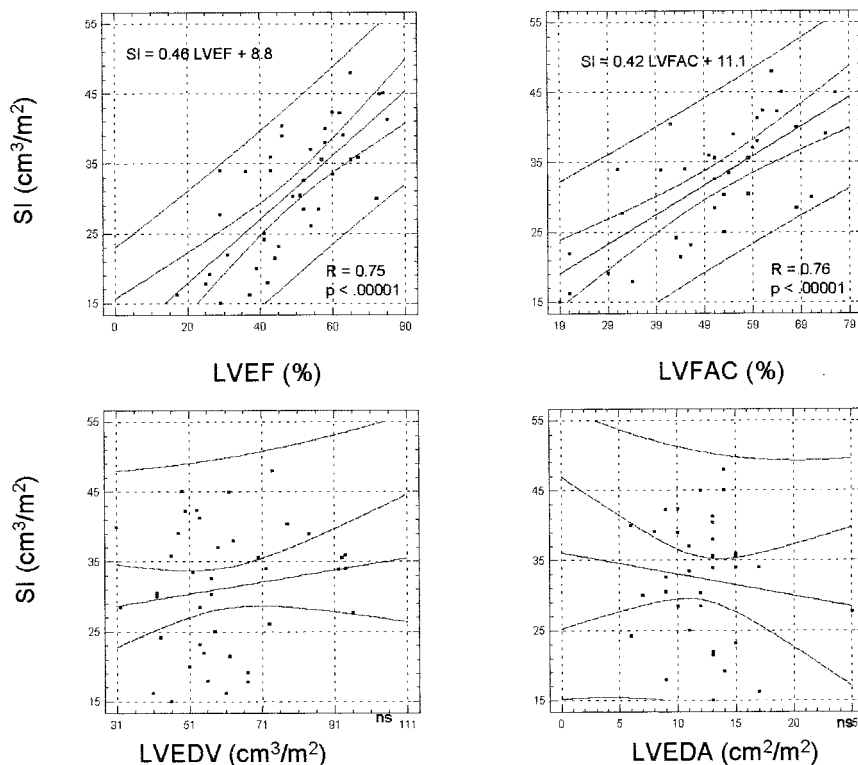 SI = 0.46 LVEF + 8.8
55
45
35
25
15
SI (cm³/m²)
R = 0.75
p < .00001
0 20 40 60 80
LVEF (%)
SI = 0.42 LVFAC + 11.1
55
45
35
25
15
R = 0.76
p < .00001
19 29 39 49 59 69 79
LVFAC (%)
55
45
35
25
15
SI (cm³/m²)
ns
31 51 71 91 111
LVEDV (cm³/m²)
55
45
35
25
15
ns
0 5 10 15 20 25
LVEDA (cm²/m²)